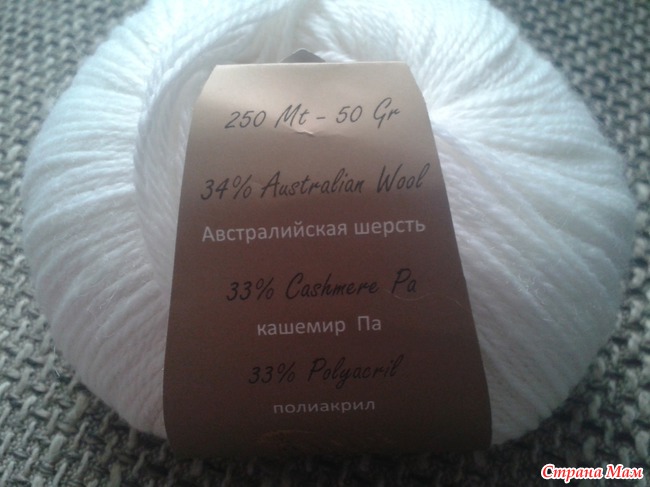 250 Mt - 50 Gr
34% Australian Wool
Австралийская шерсть
33% Cashmere Pa
кашемир Па
33% Polyacril
полиакрил
Страна Мам